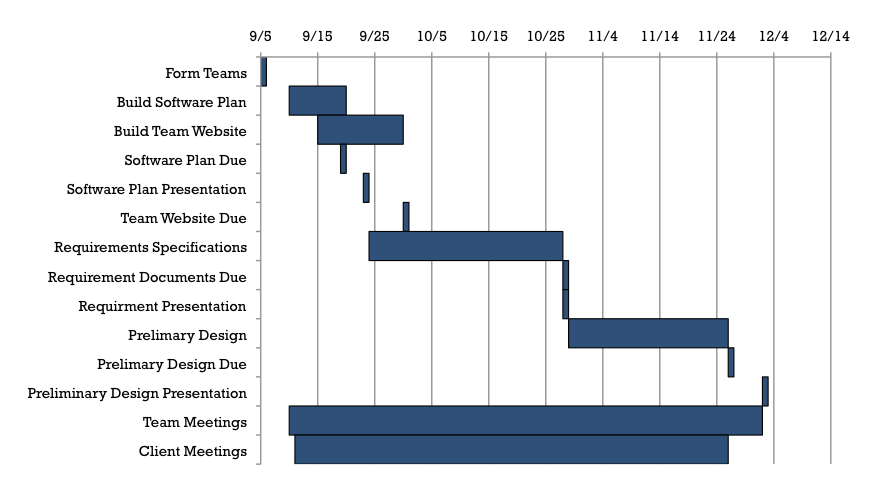 9/5 9/15 9/25 10/5 10/15 10/25 11/4 11/14 11/24 12/4 12/14
Form Teams
Build Software Plan
Build Team Website
Software Plan Due
Software Plan Presentation
Team Website Due
Requirements Specifications
Requirement Documents Due
Requirment Presentation
Prelimary Design
Prelimary Design Due
Preliminary Design Presentation
Team Meetings
Client Meetings